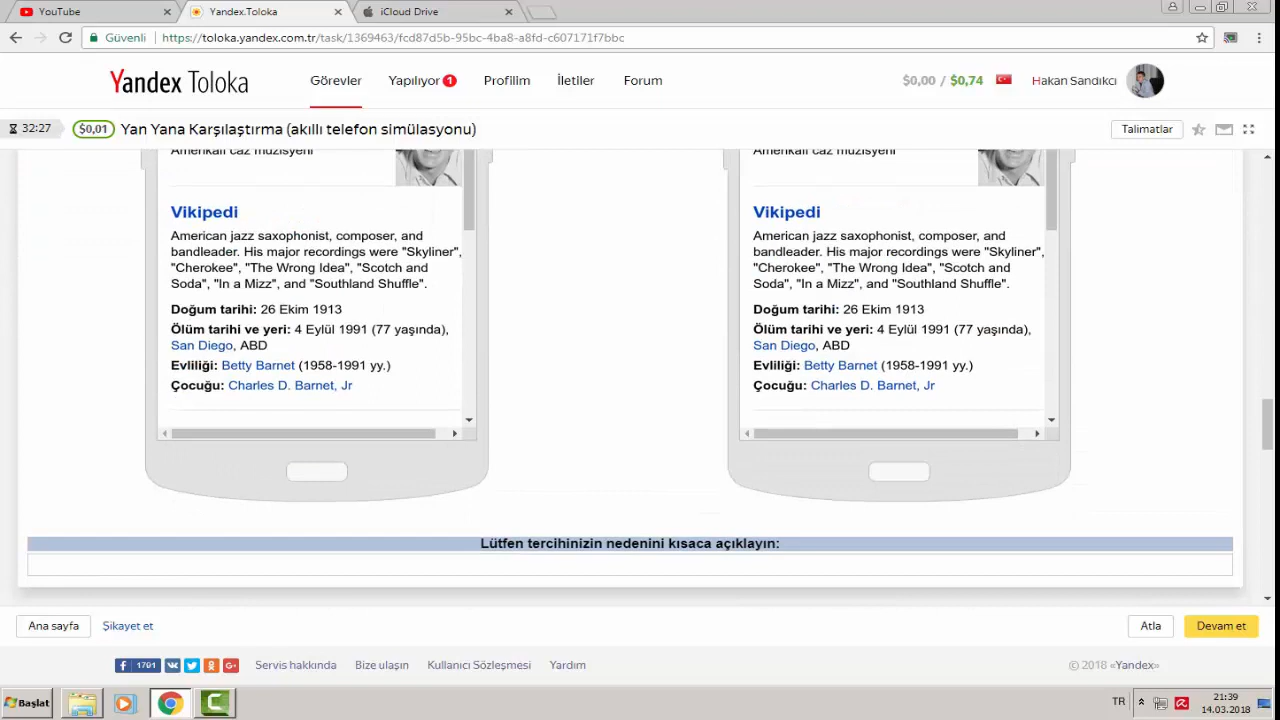 YouTube
Yandex.Toloka
iCloud Drive
Güvenli
https://toloka.yandex.com.tr/task/1369463/fcd87d5b-95bc-4ba8-a8fd-c607171f7bbc
Yandex Toloka
Görevler
Yapılıyor 1
Profilim
İletiler
Forum
$0,00 / $0,74
Hakan Sandıkcı
32:27
$0,01
Yan Yana Karşılaştırma (akıllı telefon simülasyonu)
Talimatlar
Amerikalı caz müzisyeni
Vikipedi
American jazz saxophonist, composer, and
bandleader. His major recordings were "Skyliner",
"Cherokee", "The Wrong Idea", "Scotch and
Soda", "In a Mizz", and "Southland Shuffle".
Doğum tarihi: 26 Ekim 1913
Ölüm tarihi ve yeri: 4 Eylül 1991 (77 yaşında),
San Diego, ABD
Evliliği: Betty Barnet (1958-1991 yy.)
Çocuğu: Charles D. Barnet, Jr
Amerikalı caz müzisyeni
Vikipedi
American jazz saxophonist, composer, and
bandleader. His major recordings were "Skyliner",
"Cherokee", "The Wrong Idea", "Scotch and
Soda", "In a Mizz", and "Southland Shuffle".
Doğum tarihi: 26 Ekim 1913
Ölüm tarihi ve yeri: 4 Eylül 1991 (77 yaşında),
San Diego, ABD
Evliliği: Betty Barnet (1958-1991 yy.)
Çocuğu: Charles D. Barnet, Jr
Lütfen tercihinizin nedenini kısaca açıklayın:
Ana sayfa
Şikayet et
Atla
Devam et
1701
Servis hakkında
Bize ulaşın
Kullanıcı Sözleşmesi
Yardım
© 2018 «Yandex»
Başlat
TR
21:39
14.03.2018